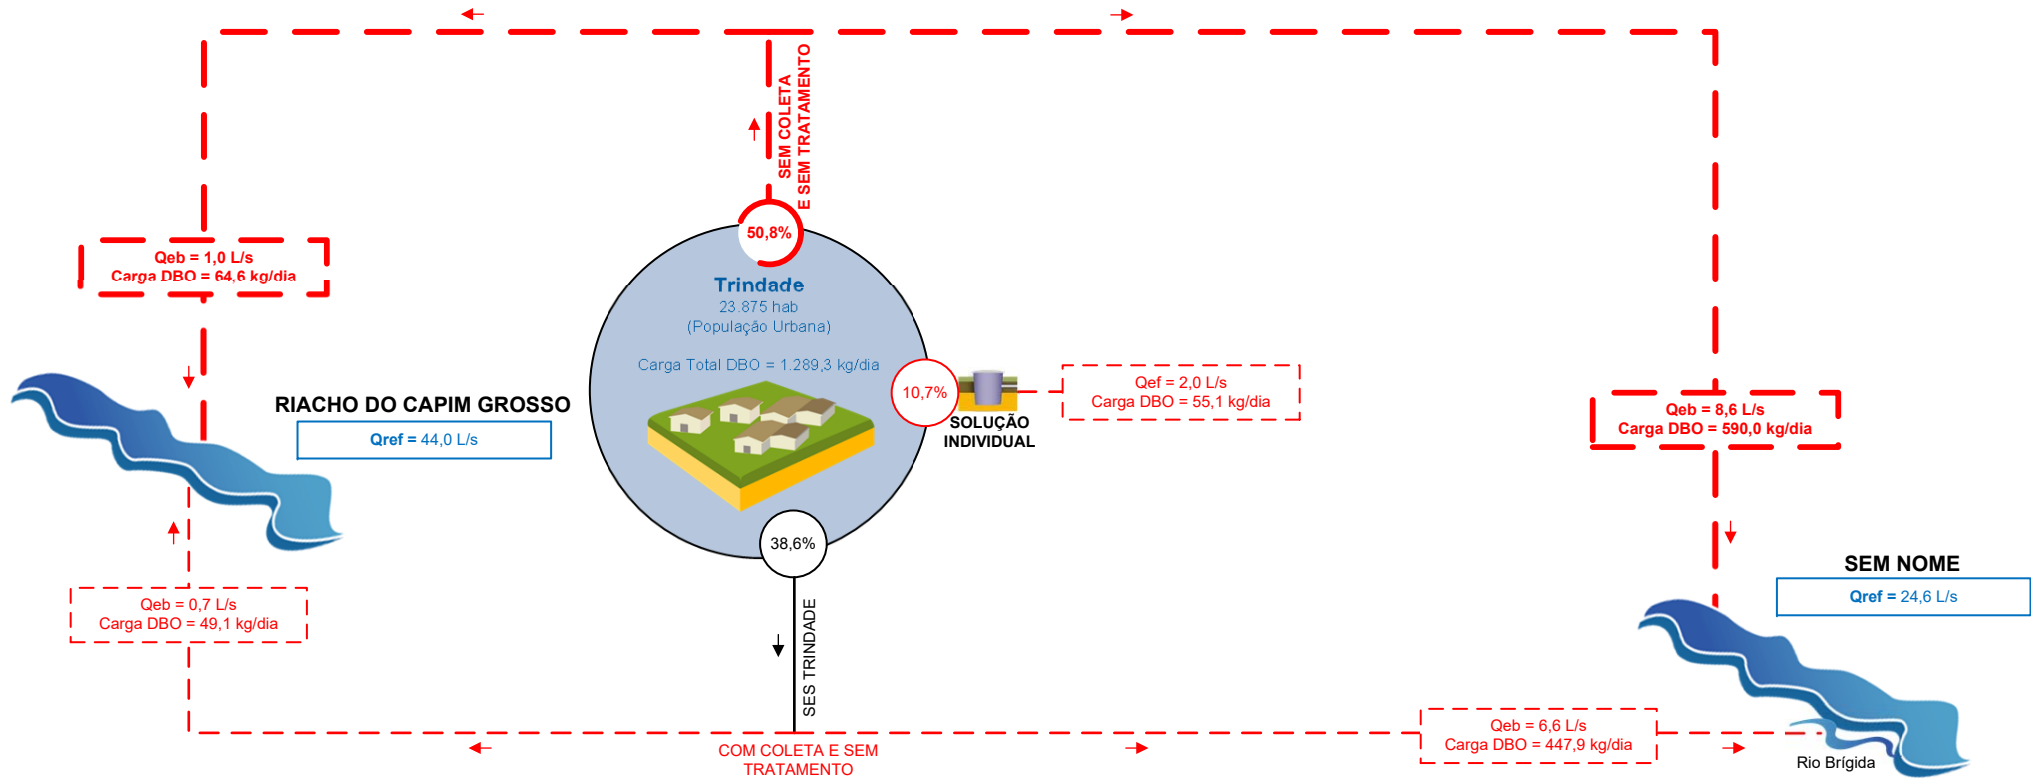 SEM COLETA
E SEM TRATAMENTO
50,8%
Qeb = 1,0 L/s
Carga DBO = 64,6 kg/dia
Trindade
23.875 hab
(População Urbana)
Carga Total DBO = 1.289,3 kg/dia
10,7%
SOLUÇÃO
INDIVIDUAL
Qef = 2,0 L/s
Carga DBO = 55,1 kg/dia
Qeb = 8,6 L/s
Carga DBO = 590,0 kg/dia
RIACHO DO CAPIM GROSSO
Qref = 44,0 L/s
38,6%
SES TRINDADE
SEM NOME
Qref = 24,6 L/s
Qeb = 0,7 L/s
Carga DBO = 49,1 kg/dia
COM COLETA E SEM
TRATAMENTO
Qeb = 6,6 L/s
Carga DBO = 447,9 kg/dia
Rio Brígida